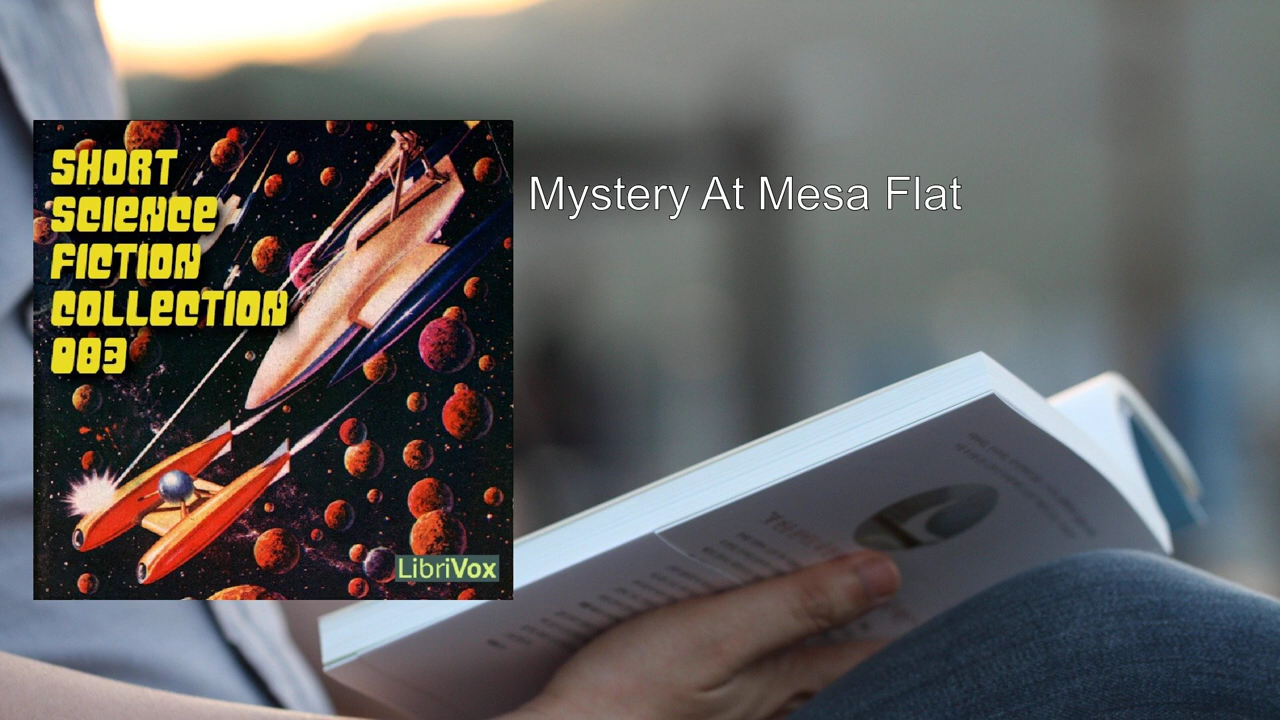 SHORT
SCIENCE
FICTION
COLLECTION
083
LibriVox
Mystery At Mesa Flat